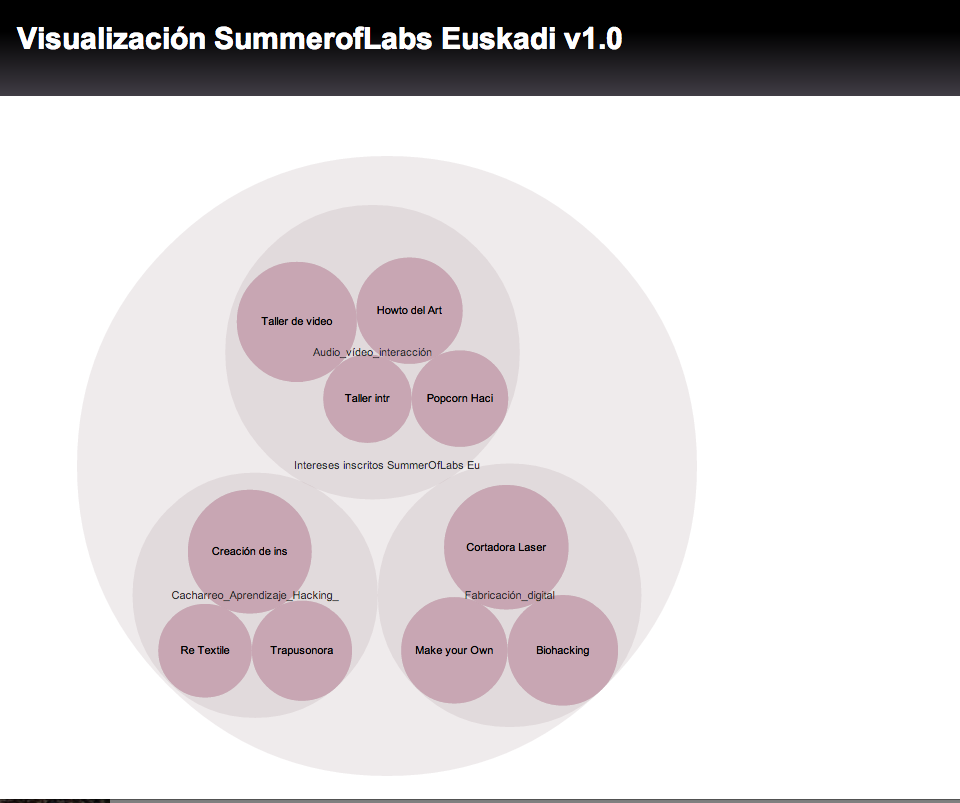 Visualización SummerofLabs Euskadi v1.0
Taller de video
Howto del Art
Audio_vídeo_interacción
Taller intr
Popcorn Haci
Intereses inscritos SummerOfLabs Eu
Creación de ins
Cortadora Laser
Cacharreo_Aprendizaje_Hacking_
Fabricación_digital
Re Textile
Trapusonora
Make your Own
Biohacking